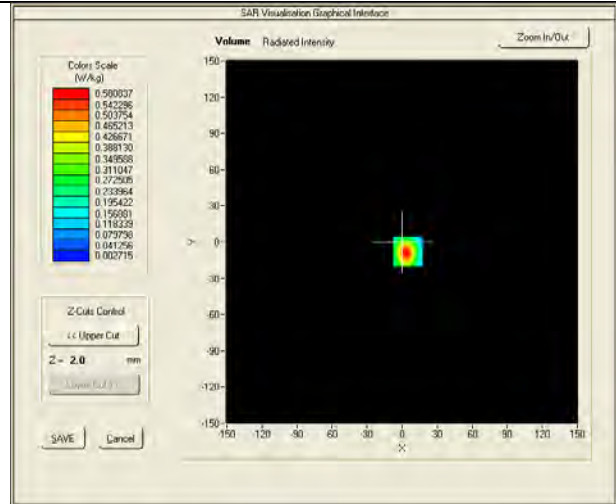 SAR Visualisation Graphical Interface
Volume Radiated Intensity
Zoom In/Out
Colors Scale
(W/kg)
0.580837
0.542296
0.503754
0.465213
0.426671
0.388130
0.349588
0.311047
0.272505
0.233964
0.195422
0.156881
0.118339
0.079798
0.041256
0.002715
150
120
90
60
30
0
-30
-60
-90
-120
-150
Y
-150 -120 -90 -60 -30 0 30 60 90 120 150
X
Z-Cuts Control
<< Upper Cut
Z = 2.0 mm
Lower Cut >>
SAVE Cancel